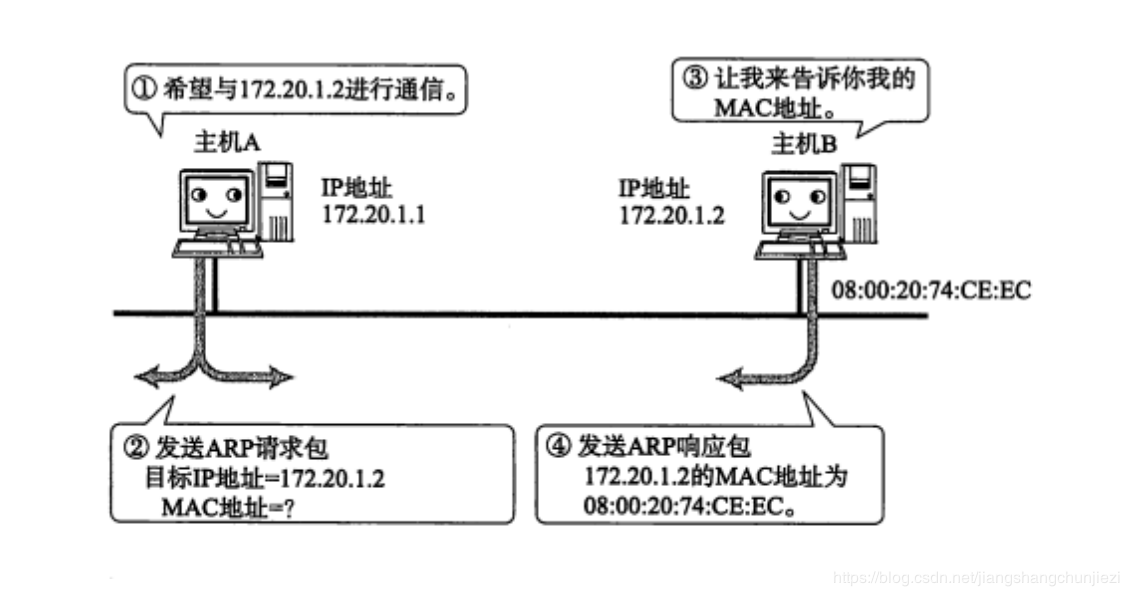 ① 希望与172.20.1.2进行通信。
③ 让我来告诉你我的
MAC地址。
主机A
主机B
IP地址
172.20.1.1
IP地址
172.20.1.2
08:00:20:74:CE:EC
② 发送ARP请求包
目标IP地址=172.20.1.2
MAC地址=?
④ 发送ARP响应包
172.20.1.2的MAC地址为
08:00:20:74:CE:EC。
https://blog.csdn.net/jiangshangchunjiezi